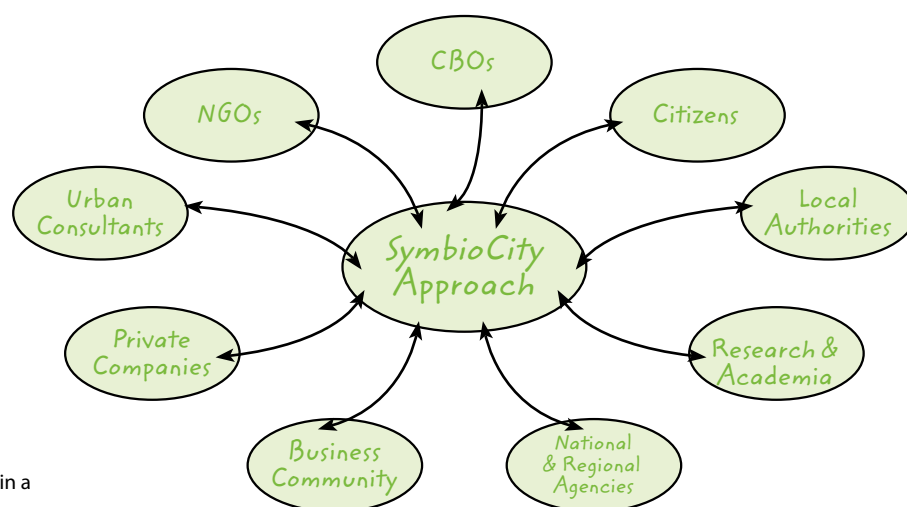 CBOs
NGOs
Citizens
Urban
Consultants
Local
Authorities
SymbioCity
Approach
Private
Companies
Research &
Academia
Business
Community
National
& Regional
Agencies
in a